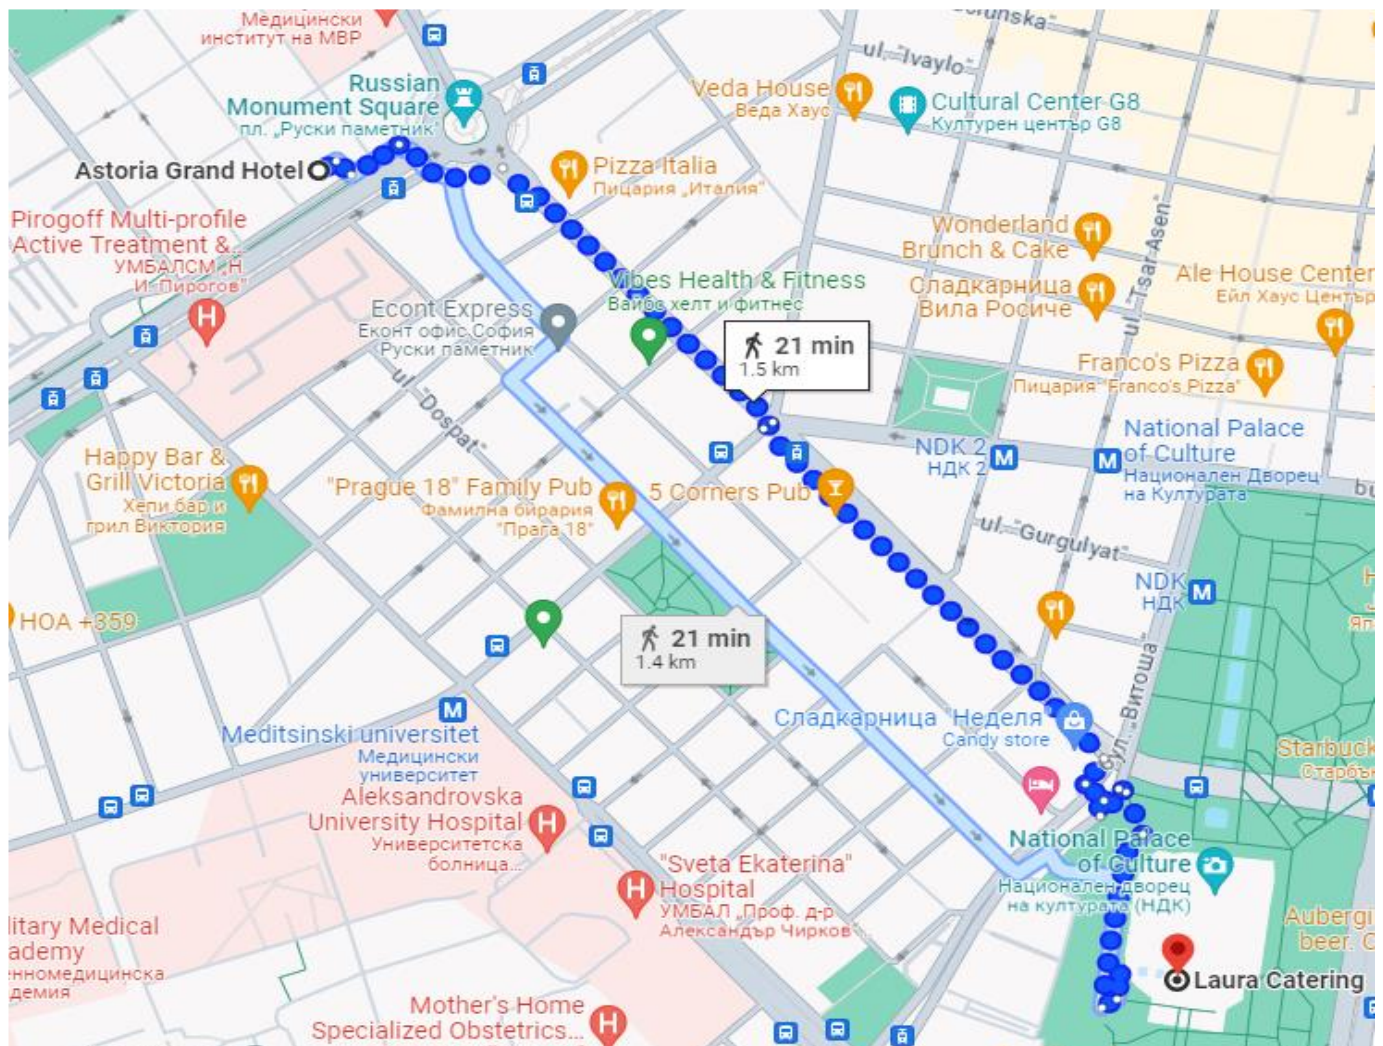 Медицински
институт на МВР
Russian
Monument Square
пл. „Руски паметник“
Astoria Grand Hotel
Pirogoff Multi-profile
Active Treatment &...
УМБАЛСМ „Н.
И. Пирогов"
Pizza Italia
Пицария „Италия"
Veda House
Веда Хаус
ul. "Ivaylo"
Cultural Center G8
Културен център G8
Wonderland
Brunch & Cake
Сладкарница
Вила Росиче
ul. "Tsar Asen"
Ale House Center
Ейл Хаус Център
Franco's Pizza
Пицария "Franco's Pizza"
Vibes Health & Fitness
Вайбс хелт и фитнес
Econt Express
Еконт офис София
Руски паметник
ul. "Dospat"
21 min
1.5 km
NDK 2
НДК 2
National Palace
of Culture
Национален Дворец
на Културата
Happy Bar &
Grill Victoria
Хепи бар и
грил Виктория
"Prague 18" Family Pub
Фамилна бирария
"Прага 18"
5 Corners Pub
ul. "Gurgulyat"
NDK
НДК
HOA +359
21 min
1.4 km
бул. „Витоша"
Meditsinski universitet
Медицински
университет
Сладкарница "Неделя"
Candy store
Starbuck
Старбък
Aleksandrovska
University Hospital
Университетска
болница...
"Sveta Ekaterina"
Hospital
УМБАЛ „Проф. д-р
Александър Чирков"...
National Palace
of Culture
Национален дворец
на културата (НДК)
litary Medical
ademy
енномедицинска
демия
Aubergi
beer. C
Laura Catering
Mother's Home
Specialized Obstetrics...